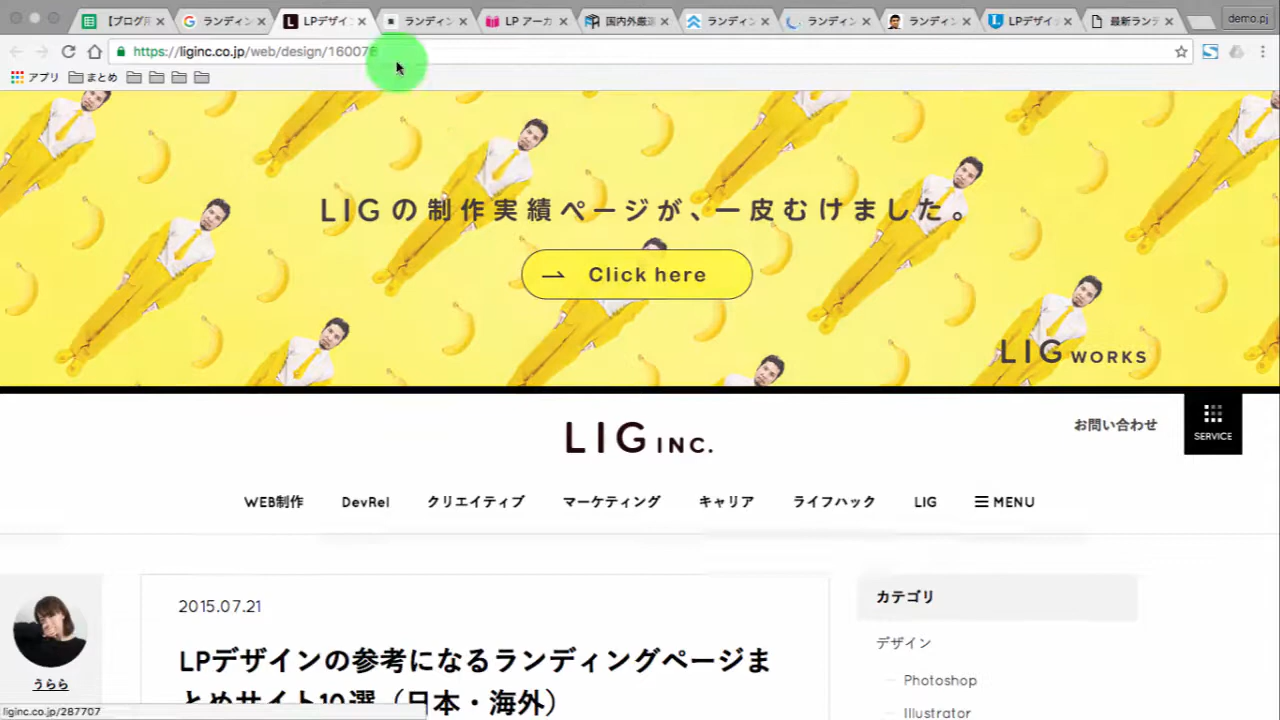 【ブログ用
ランディン
LPデザイン
ランディン
LPマーカ
国内外厳選
ランディン
ランディン
ランディン
LPデザイ
最新ランデ
demo.pj
https://liginc.co.jp/web/design/160076
アプリ
まとめ
LIGの制作実績ページが、一皮むけました。
Click here
LIG WORKS
LIG INC.
お問い合わせ
SERVICE
WEB制作 DevRel クリエイティブ マーケティング キャリア ライフハック LIG MENU
2015.07.21
LPデザインの参考になるランディングページま
とめサイト10選（日本・海外）
うらら
カテゴリ
デザイン
Photoshop
Illustrator
liginc.co.jp/287707